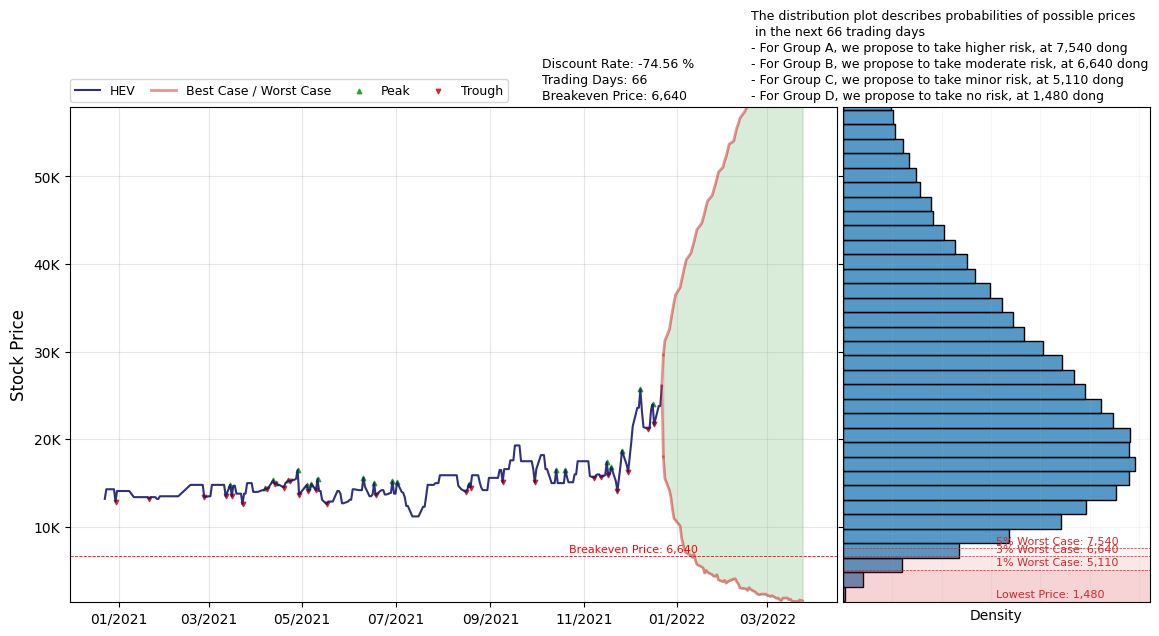 The distribution plot describes probabilities of possible prices
in the next 66 trading days
- For Group A, we propose to take higher risk, at 7,540 dong
- For Group B, we propose to take moderate risk, at 6,640 dong
- For Group C, we propose to take minor risk, at 5,110 dong
- For Group D, we propose to take no risk, at 1,480 dong
Discount Rate: -74.56 %
Trading Days: 66
Breakeven Price: 6,640
HEV
Best Case / Worst Case
Peak
Trough
Stock Price
50K
40K
30K
20K
10K
Breakeven Price: 6,640
01/2021
03/2021
05/2021
07/2021
09/2021
11/2021
01/2022
03/2022
5% Worst Case: 7,540
3% Worst Case: 6,640
1% Worst Case: 5,110
Lowest Price: 1,480
Density